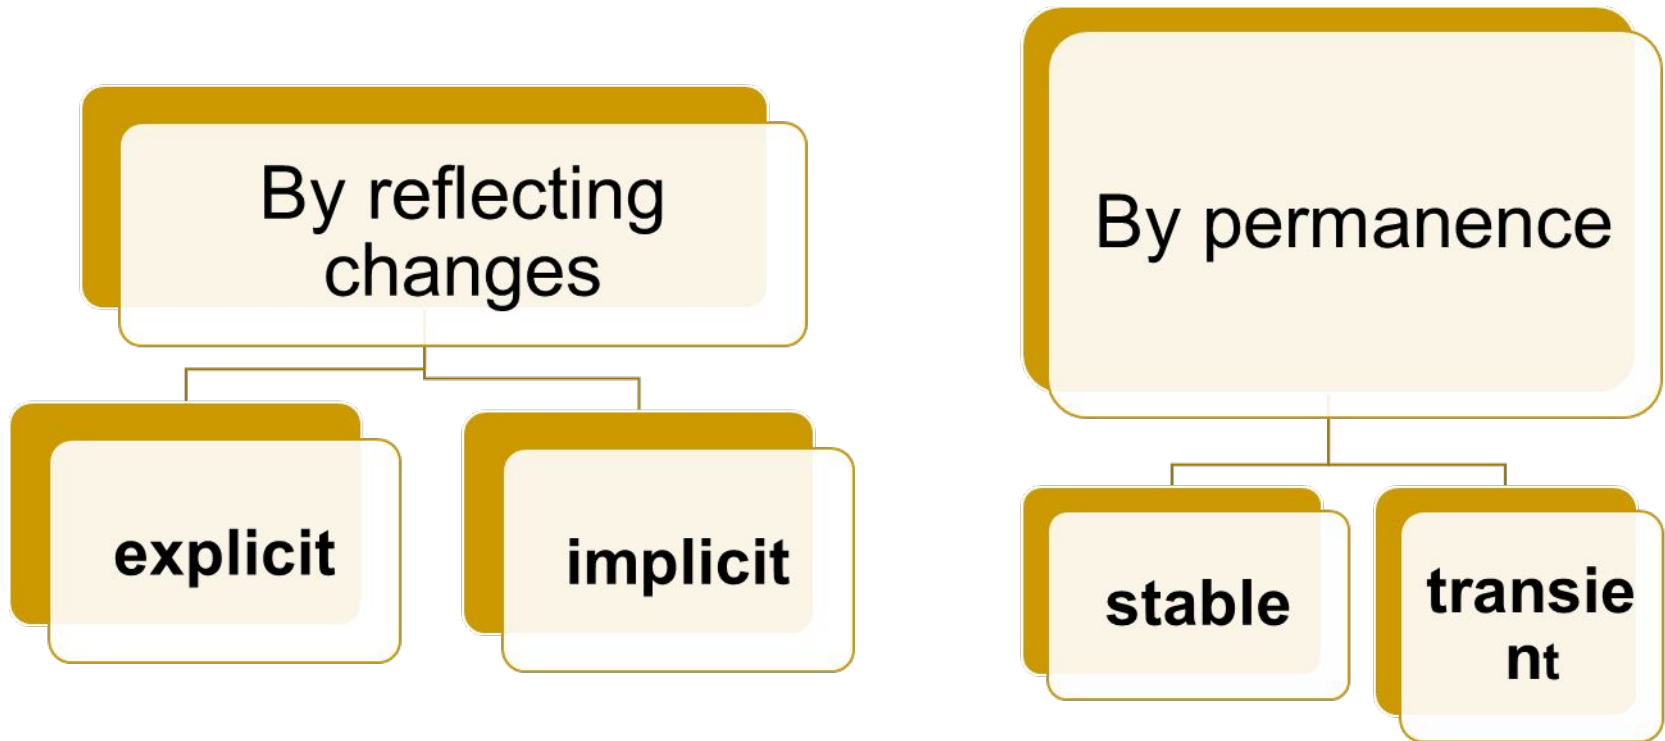 By reflecting
changes
explicit
implicit
By permanence
stable
transie
nt